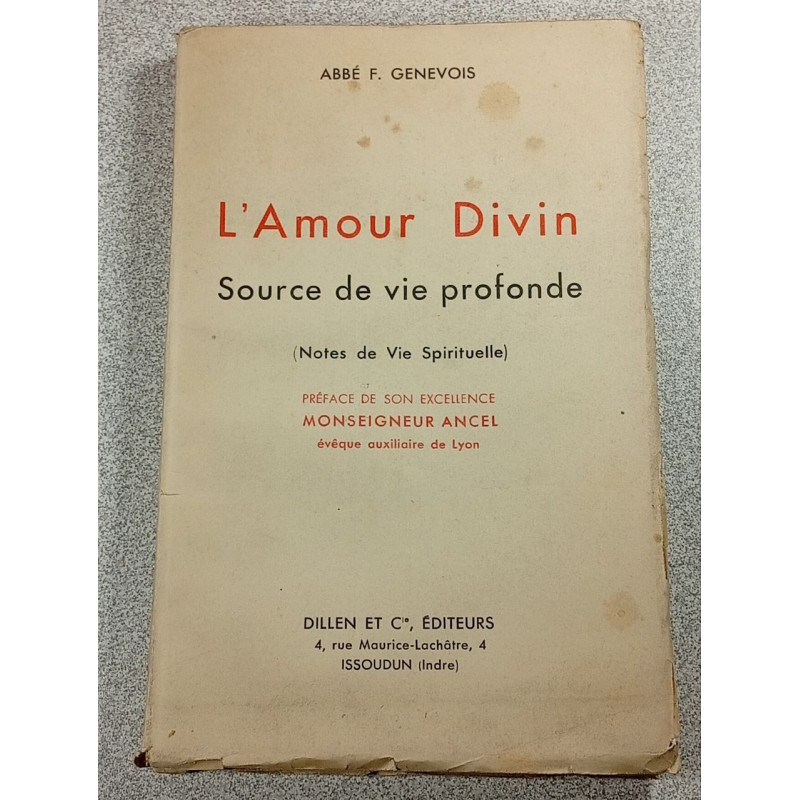 ABBÉ F. GENEVOIS
L'Amour Divin
Source de vie profonde
(Notes de Vie Spirituelle)
PRÉFACE DE SON EXCELLENCE
MONSEIGNEUR ANCEL
évêque auxiliaire de Lyon
DILLEN ET Cie, ÉDITEURS
4, rue Maurice-Lachâtre, 4
ISSOUDUN (Indre)